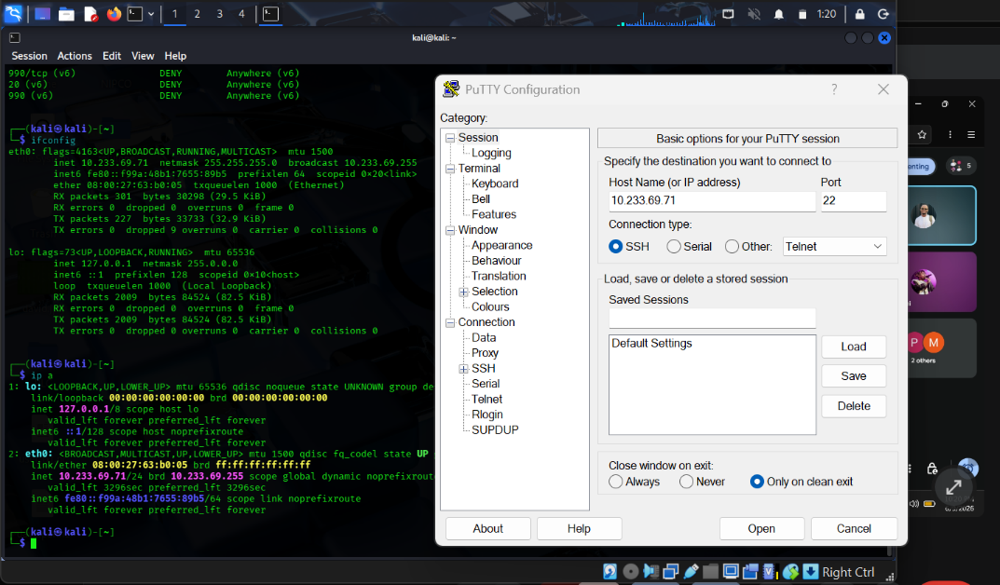 1 2 3 4
1:20
kali@kali: ~
Session Actions Edit View Help
990/tcp (v6) DENY Anywhere (v6)
20 (v6) DENY Anywhere (v6)
990 (v6) DENY Anywhere (v6)
┌──(kali㉿kali)-[~]
└─$ ifconfig
eth0: flags=4163<UP,BROADCAST,RUNNING,MULTICAST> mtu 1500
inet 10.233.69.71 netmask 255.255.255.0 broadcast 10.233.69.255
inet6 fe80::f99a:48b1:7655:89b5 prefixlen 64 scopeid 0×20<link>
ether 08:00:27:63:b0:05 txqueuelen 1000 (Ethernet)
RX packets 301 bytes 30298 (29.5 KiB)
RX errors 0 dropped 0 overruns 0 frame 0
TX packets 227 bytes 33733 (32.9 KiB)
TX errors 0 dropped 9 overruns 0 carrier 0 collisions 0
lo: flags=73<UP,LOOPBACK,RUNNING> mtu 65536
inet 127.0.0.1 netmask 255.0.0.0
inet6 ::1 prefixlen 128 scopeid 0×10<host>
loop txqueuelen 1000 (Local Loopback)
RX packets 2009 bytes 84524 (82.5 KiB)
RX errors 0 dropped 0 overruns 0 frame 0
TX packets 2009 bytes 84524 (82.5 KiB)
TX errors 0 dropped 0 overruns 0 carrier 0 collisions 0
┌──(kali㉿kali)-[~]
└─$ ip a
1: lo: <LOOPBACK,UP,LOWER_UP> mtu 65536 qdisc noqueue state UNKNOWN group de
link/loopback 00:00:00:00:00:00 brd 00:00:00:00:00:00
inet 127.0.0.1/8 scope host lo
valid_lft forever preferred_lft forever
inet6 ::1/128 scope host noprefixroute
valid_lft forever preferred_lft forever
2: eth0: <BROADCAST,MULTICAST,UP,LOWER_UP> mtu 1500 qdisc fq_codel state UP
link/ether 08:00:27:63:b0:05 brd ff:ff:ff:ff:ff:ff
inet 10.233.69.71/24 brd 10.233.69.255 scope global dynamic noprefixrout
valid_lft 3296sec preferred_lft 3296sec
inet6 fe80::f99a:48b1:7655:89b5/64 scope link noprefixroute
valid_lft forever preferred_lft forever
┌──(kali㉿kali)-[~]
└─$
PuTTY Configuration
Category:
Session
Logging
Terminal
Keyboard
Bell
Features
Window
Appearance
Behaviour
Translation
Selection
Colours
Connection
Data
Proxy
SSH
Serial
Telnet
Rlogin
SUPDUP
Basic options for your PuTTY session
Specify the destination you want to connect to
Host Name (or IP address) Port
10.233.69.71 22
Connection type:
SSH Serial Other: Telnet
Load, save or delete a stored session
Saved Sessions
Default Settings
Load
Save
Delete
Close window on exit:
Always Never Only on clean exit
About Help Open Cancel
enting
5
P M
2 others
Right Ctrl